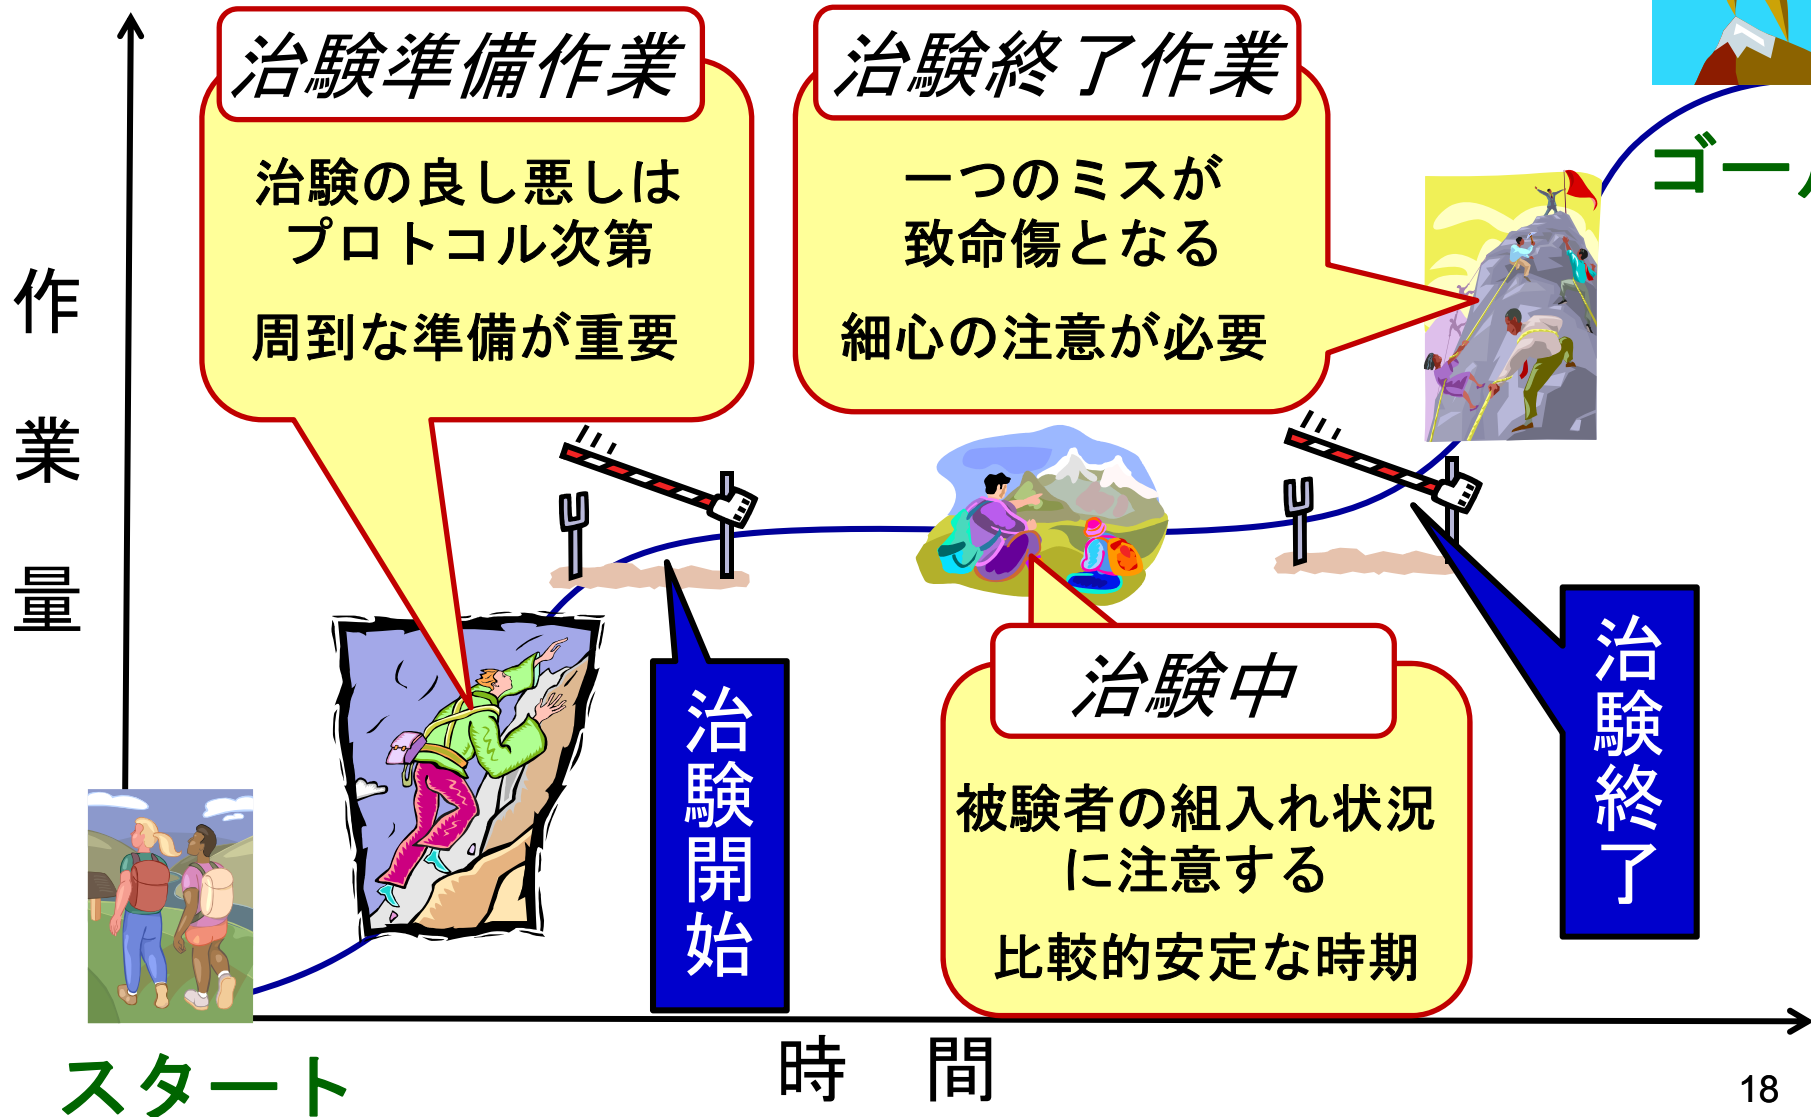 治験準備作業
治験の良し悪しは
プロトコル次第
周到な準備が重要
治験終了作業
一つのミスが
致命傷となる
細心の注意が必要
ゴー
作業量
治験開始
治験中
被験者の組入れ状況
に注意する
比較的安定な時期
治験終了
スタート
時間
18